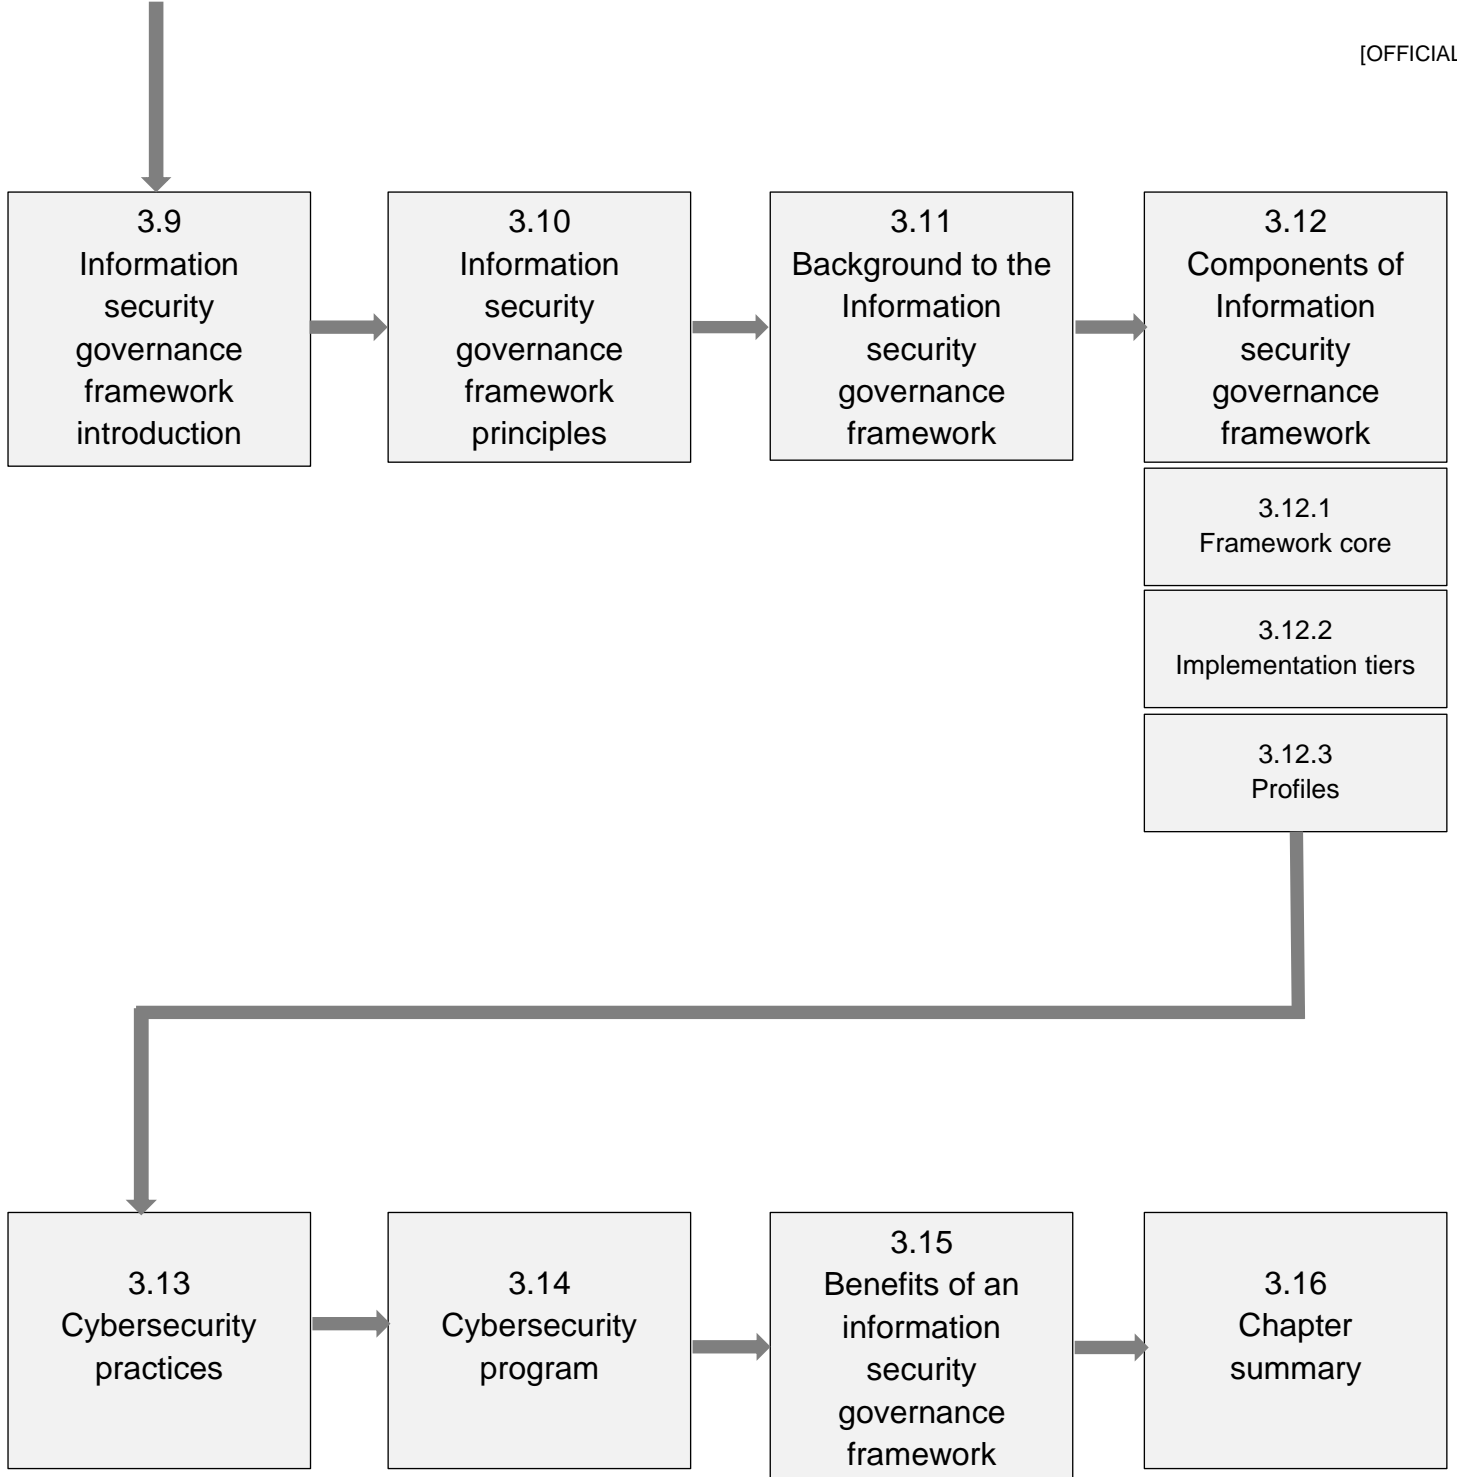 [OFFICIAL
3.9
Information
security
governance
framework
introduction
3.10
Information
security
governance
framework
principles
3.11
Background to the
Information
security
governance
framework
3.12
Components of
Information
security
governance
framework
3.12.1
Framework core
3.12.2
Implementation tiers
3.12.3
Profiles
3.13
Cybersecurity
practices
3.14
Cybersecurity
program
3.15
Benefits of an
information
security
governance
framework
3.16
Chapter
summary